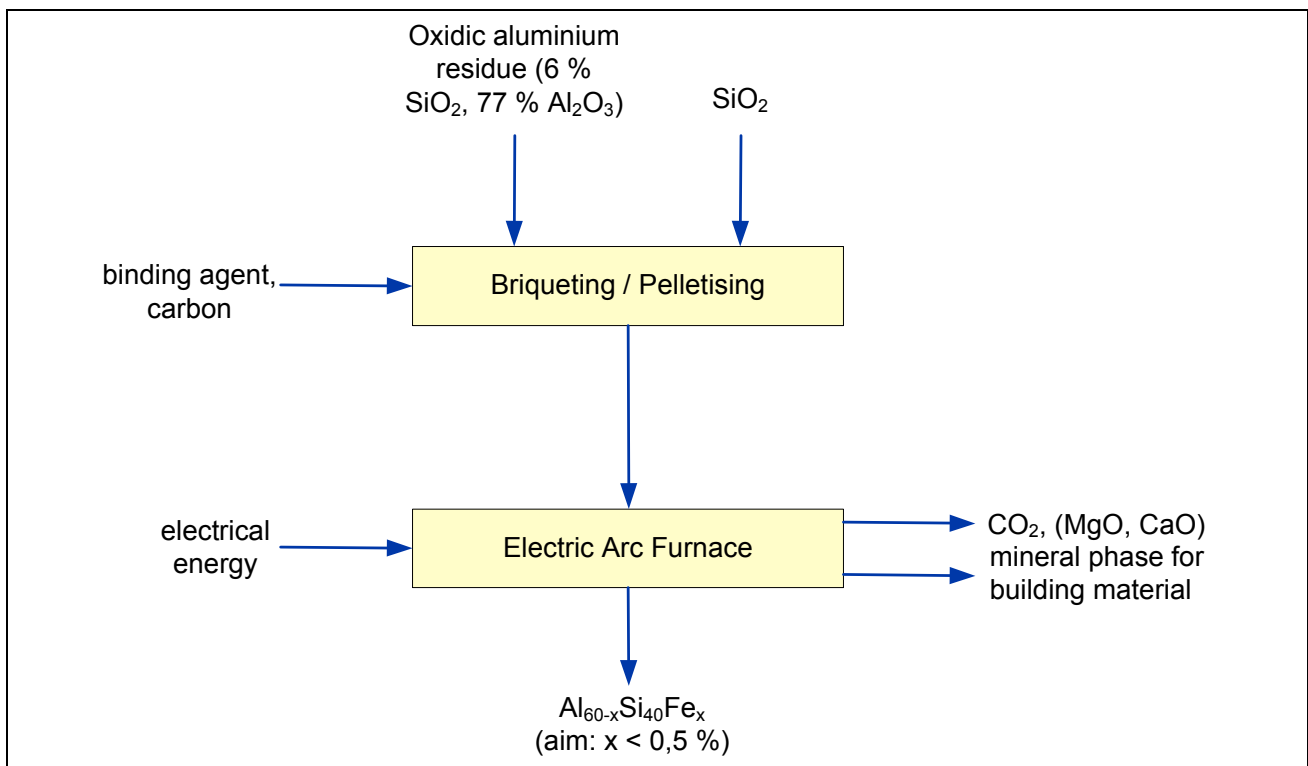 Oxidic aluminium
residue (6 %
SiO₂, 77 % Al₂O₃)
SiO₂
binding agent,
carbon
Briqueting / Pelletising
electrical
energy
Electric Arc Furnace
CO₂, (MgO, CaO)
mineral phase for
building material
Al₆₀₋ₓSi₄₀Feₓ
(aim: x < 0,5 %)